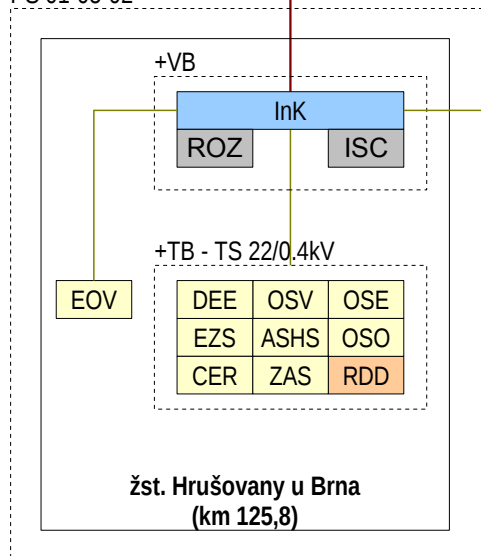 +VB
InK
ROZ ISC
+TB - TS 22/0.4kV
EOV
DEE OSV OSE
EZS ASHS OSO
CER ZAS RDD
žst. Hrušovany u Brna
(km 125,8)